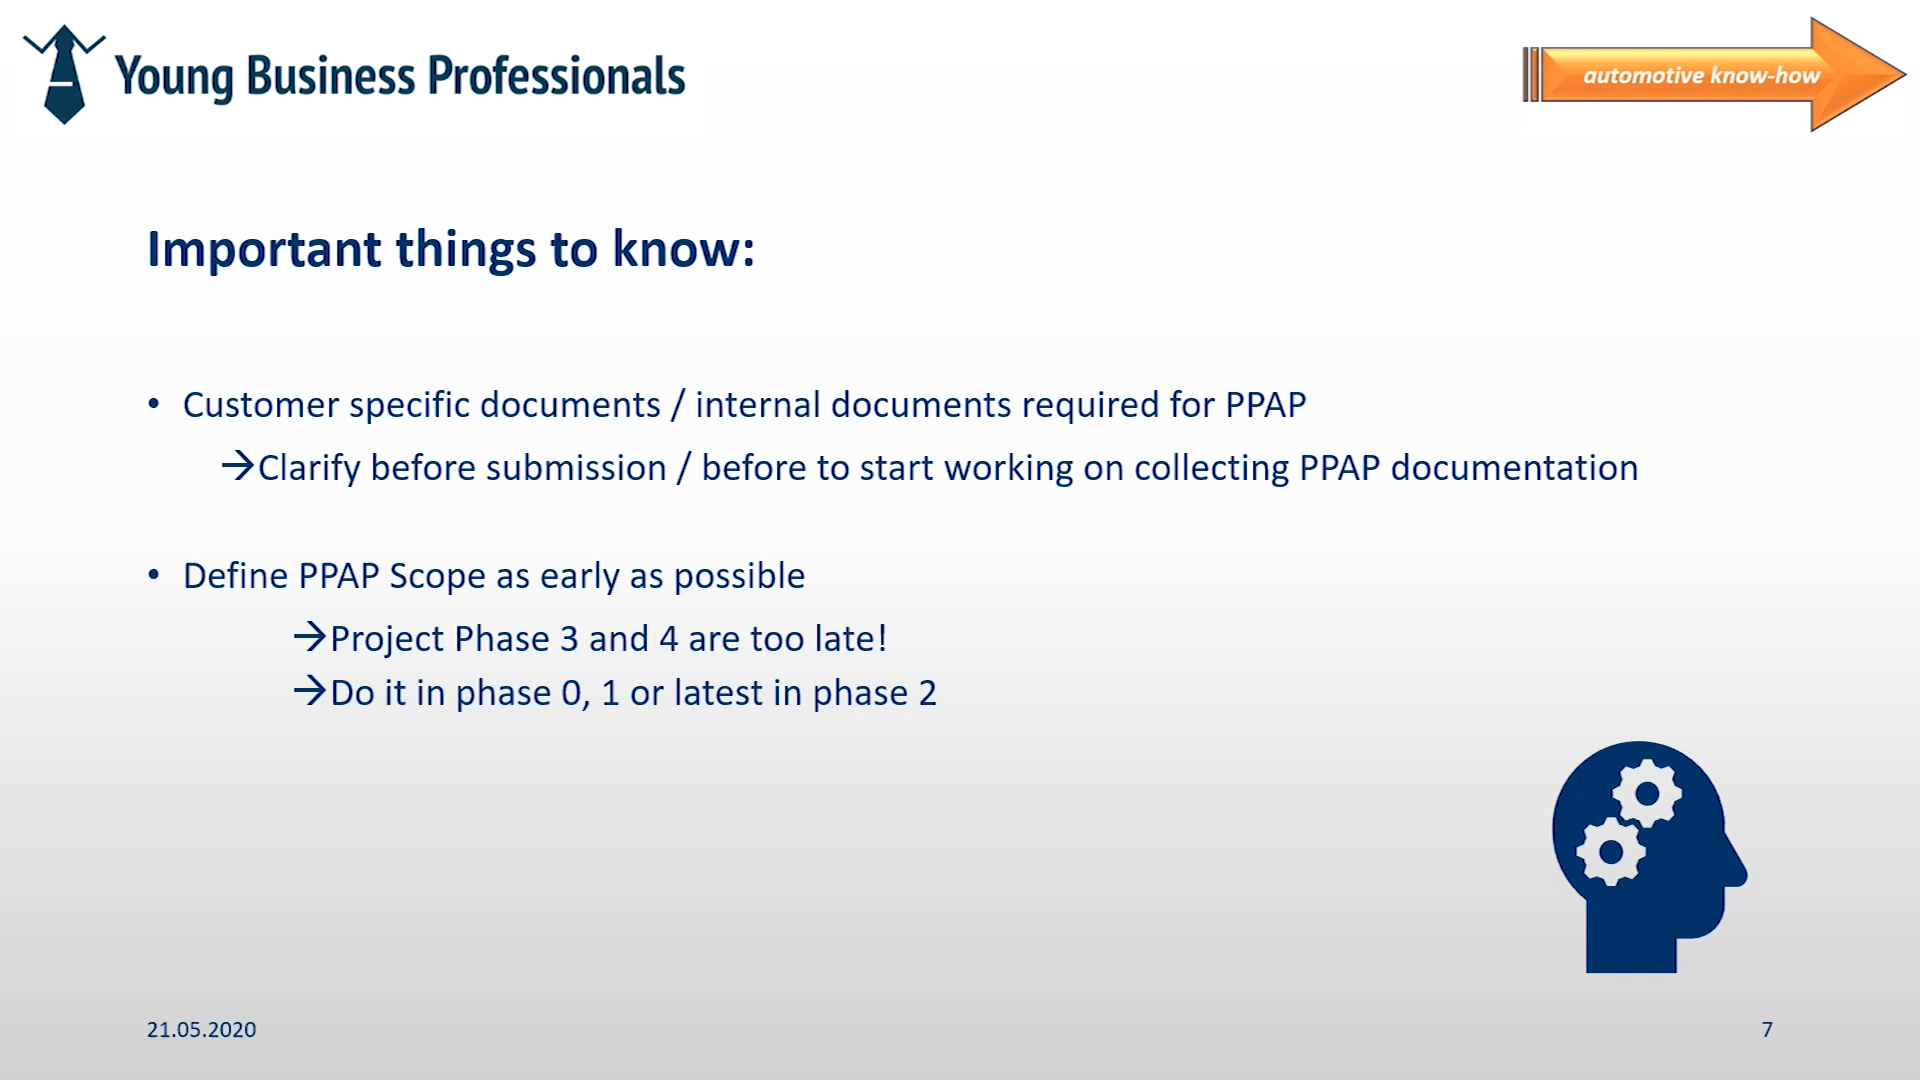 Young Business Professionals
automotive know-how
Important things to know:
• Customer specific documents / internal documents required for PPAP
→Clarify before submission / before to start working on collecting PPAP documentation
• Define PPAP Scope as early as possible
→Project Phase 3 and 4 are too late!
→Do it in phase 0, 1 or latest in phase 2
21.05.2020
7